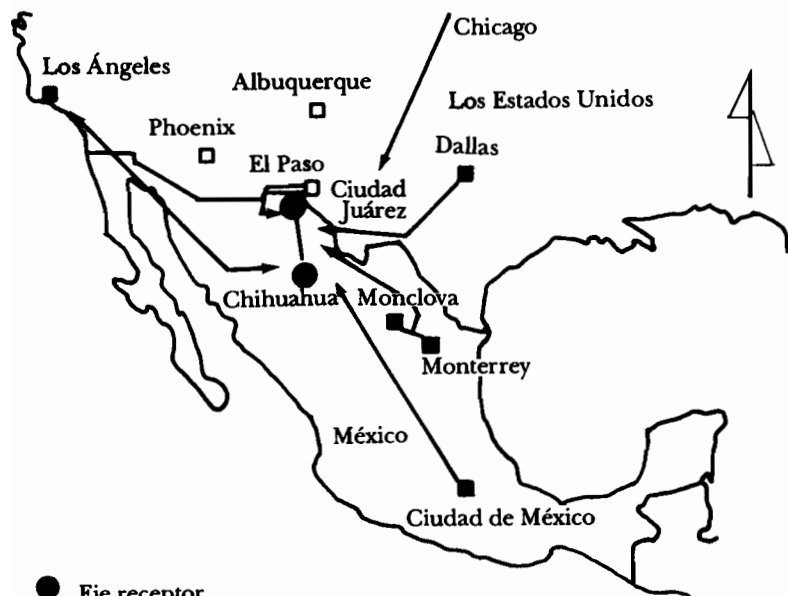 Chicago
Los Ángeles
Albuquerque
Los Estados Unidos
Phoenix
Dallas
El Paso
Ciudad
Juárez
Chihuahua
Monclova
Monterrey
México
Ciudad de México
Eje receptor